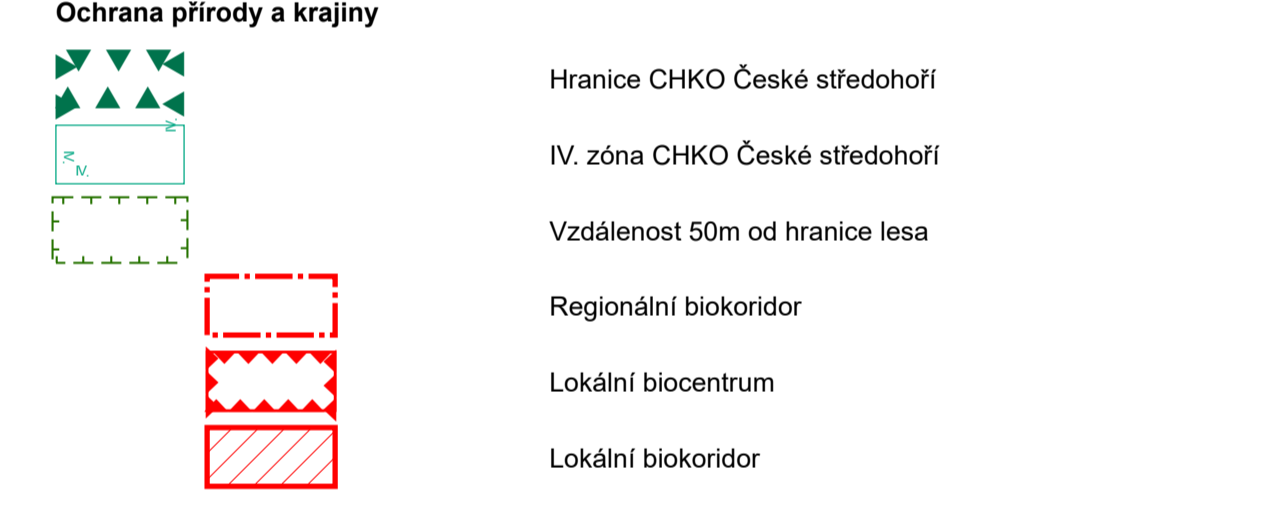 Ochrana přírody a krajiny
Hranice CHKO České středohoří
IV.
IV. zóna CHKO České středohoří
IV.
IV.
Vzdálenost 50m od hranice lesa
Regionální biokoridor
Lokální biocentrum
Lokální biokoridor